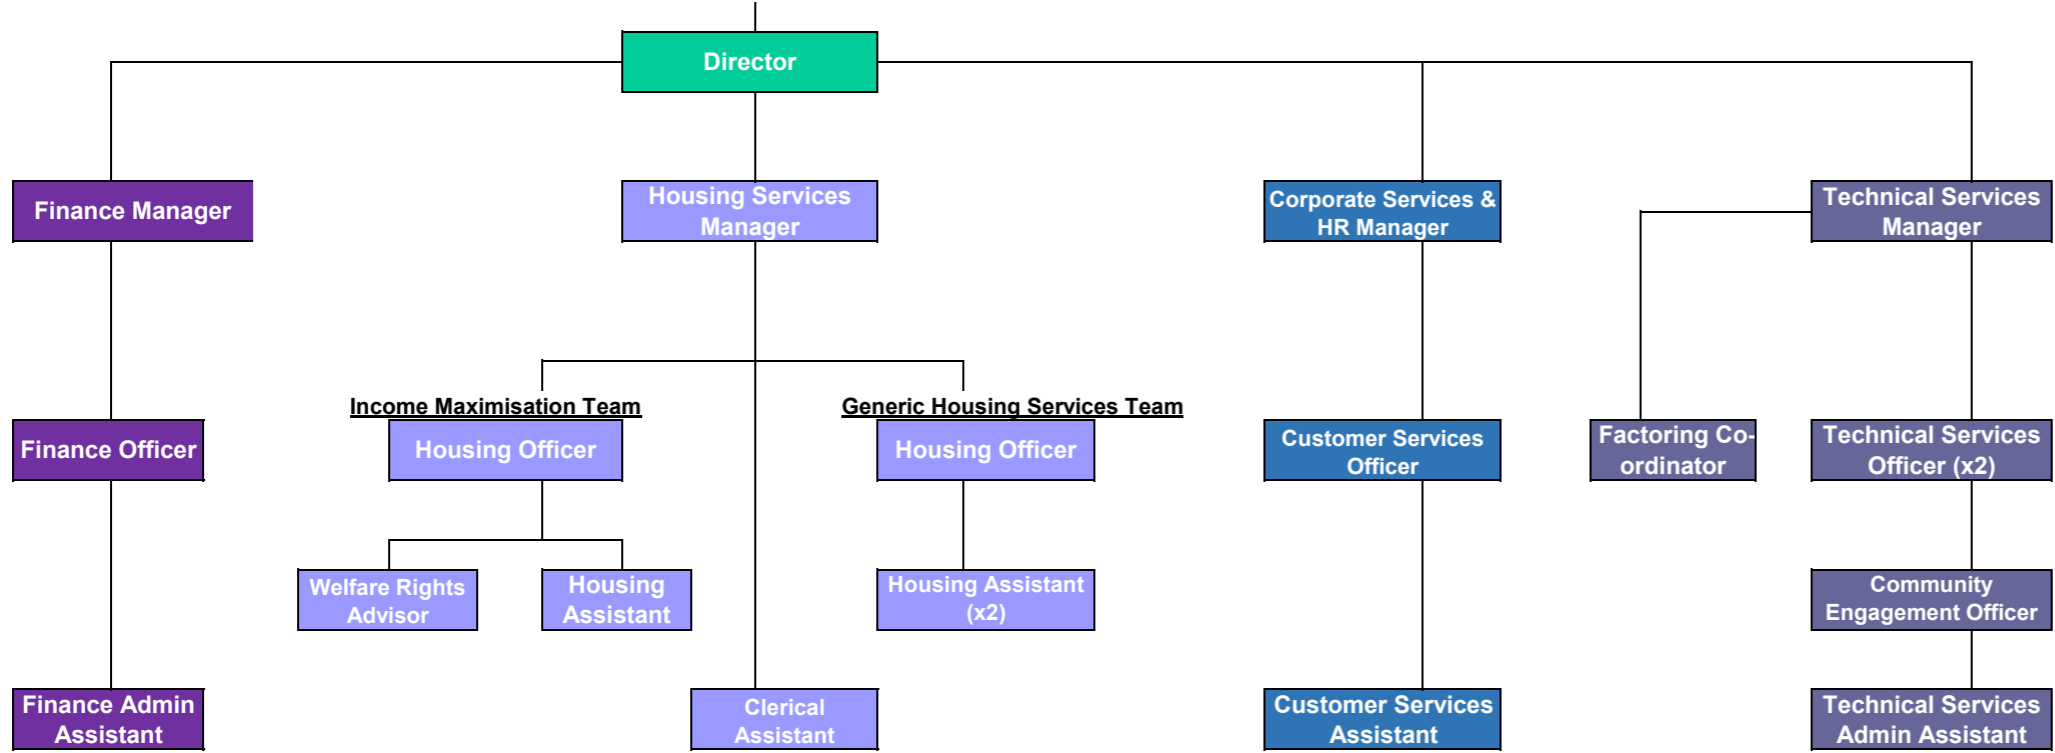 Director
Finance Manager
Housing Services
Manager
Corporate Services &
HR Manager
Technical Services
Manager
Income Maximisation Team
Generic Housing Services Team
Finance Officer
Housing Officer
Housing Officer
Customer Services
Officer
Factoring Co-
ordinator
Technical Services
Officer (x2)
Welfare Rights
Advisor
Housing
Assistant
Housing Assistant
(x2)
Community
Engagement Officer
Finance Admin
Assistant
Clerical
Assistant
Customer Services
Assistant
Technical Services
Admin Assistant